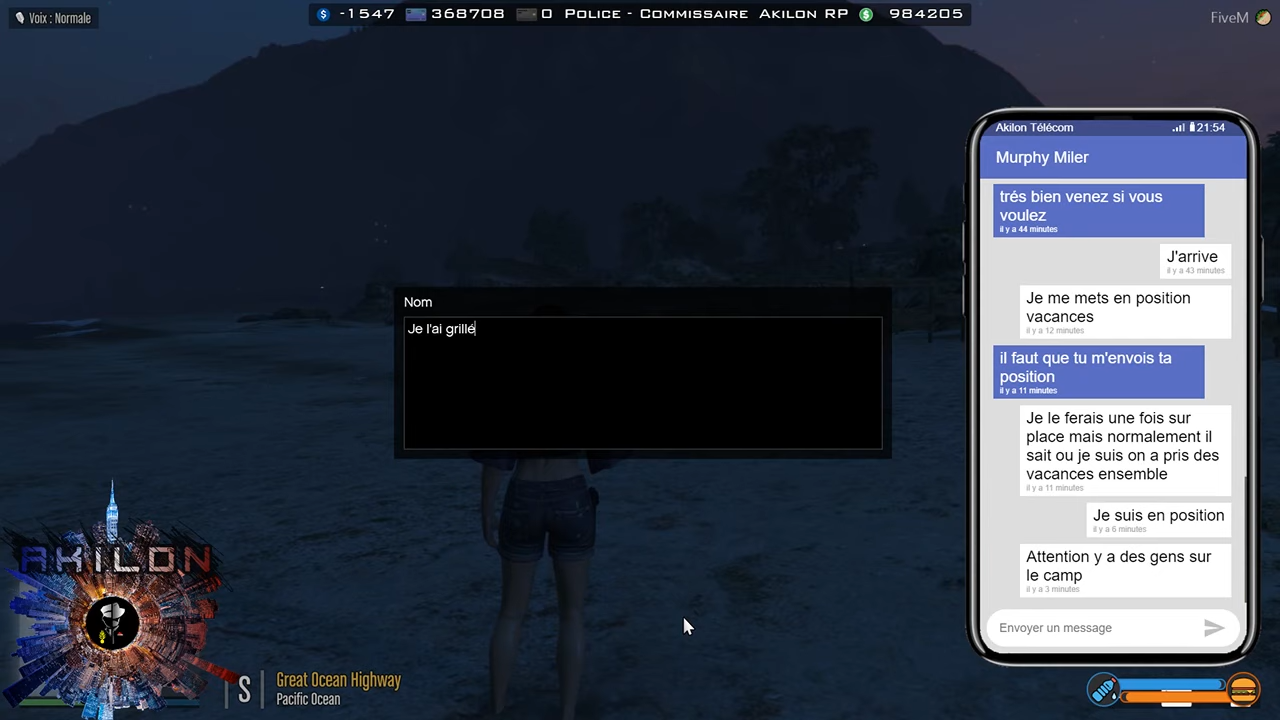 Voix : Normale
-1547 368708 0 Police - Commissaire Akilon RP 984205
FiveM
Akilon Télécom 21:54
Murphy Miler
trés bien venez si vous
voulez
il y a 44 minutes
J'arrive
il y a 43 minutes
Je me mets en position
vacances
il y a 12 minutes
il faut que tu m'envois ta
position
il y a 11 minutes
Je le ferais une fois sur
place mais normalement il
sait ou je suis on a pris des
vacances ensemble
il y a 11 minutes
Je suis en position
il y a 6 minutes
Attention y a des gens sur
le camp
il y a 3 minutes
Envoyer un message
Nom
Je l'ai grillé
AKILON
S
Great Ocean Highway
Pacific Ocean